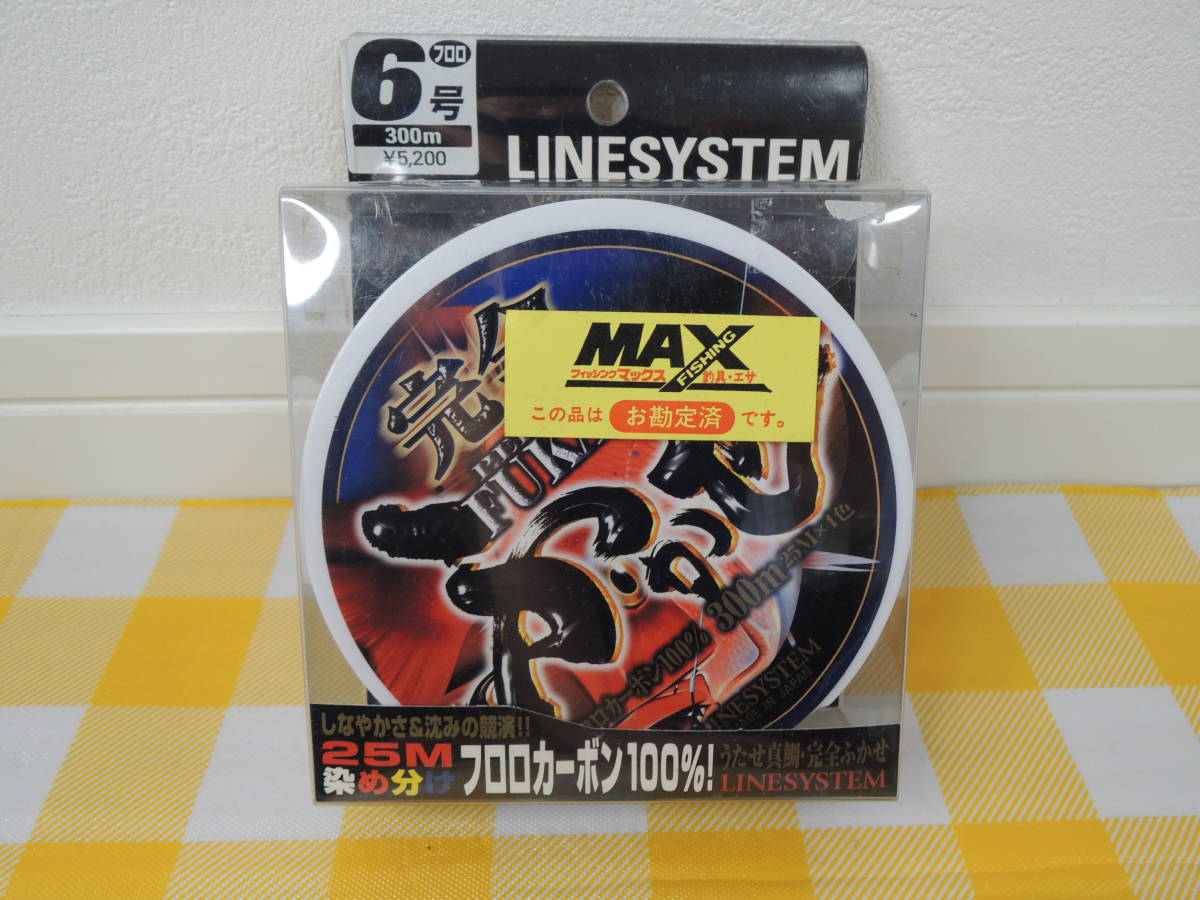 6 フロロ
号
300m
¥5,200
LINESYSTEM
MAX
FISHING
フィッシングマックス 釣具・エサ
この品は お勘定済 です。
完
ふかせ
300m 25M×4色
カーボン100%
LINESYSTEM
MADE IN JAPAN
しなやかさ&沈みの競演!!
25M
染め分け
フロロカーボン100%!
うたせ真鯛・完全ふかせ
LINESYSTEM